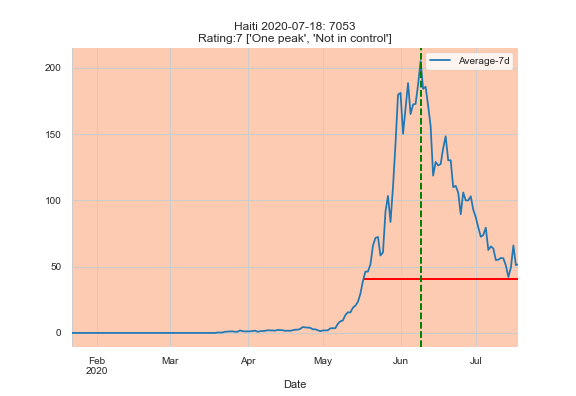 Haiti 2020-07-18: 7053
Rating:7 ['One peak', 'Not in control']
Average-7d
200
150
100
50
0
Feb
2020
Mar
Apr
May
Jun
Jul
Date